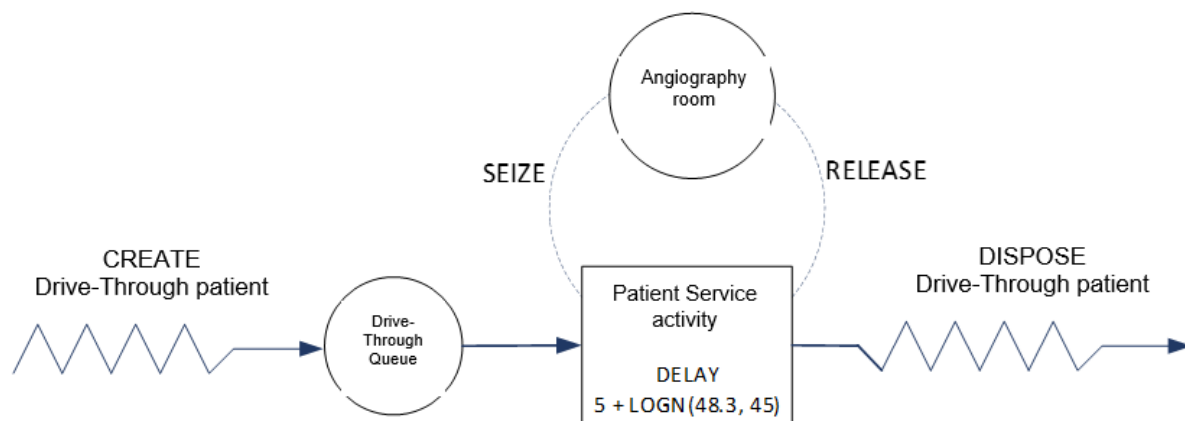 Angiography
room
SEIZE
RELEASE
CREATE
Drive-Through patient
Drive-
Through
Queue
Patient Service
activity
DELAY
5 + LOGN(48.3, 45)
DISPOSE
Drive-Through patient